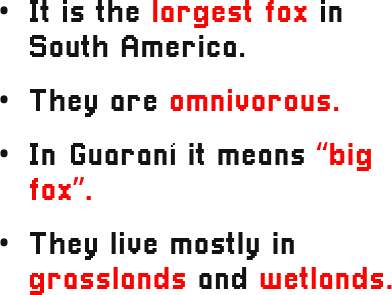 • It is the largest fox in
South America.
• They are omnivorous.
• In Guaraní it means “big
fox”.
• They live mostly in
grasslands and wetlands.